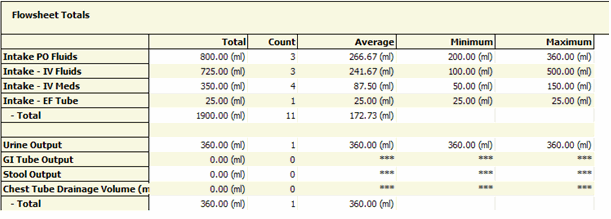 Flowsheet Totals
Total Count Average Minimum Maximum
Intake PO Fluids 800.00 (ml) 3 266.67 (ml) 200.00 (ml) 360.00 (ml)
Intake - IV Fluids 725.00 (ml) 3 241.67 (ml) 100.00 (ml) 500.00 (ml)
Intake - IV Meds 350.00 (ml) 4 87.50 (ml) 50.00 (ml) 150.00 (ml)
Intake - EF Tube 25.00 (ml) 1 25.00 (ml) 25.00 (ml) 25.00 (ml)
- Total 1900.00 (ml) 11 172.73 (ml)
Urine Output 360.00 (ml) 1 360.00 (ml) 360.00 (ml) 360.00 (ml)
GI Tube Output 0.00 (ml) 0 *** *** ***
Stool Output 0.00 (ml) 0 *** *** ***
Chest Tube Drainage Volume (m 0.00 (ml) 0 *** *** ***
- Total 360.00 (ml) 1 360.00 (ml)